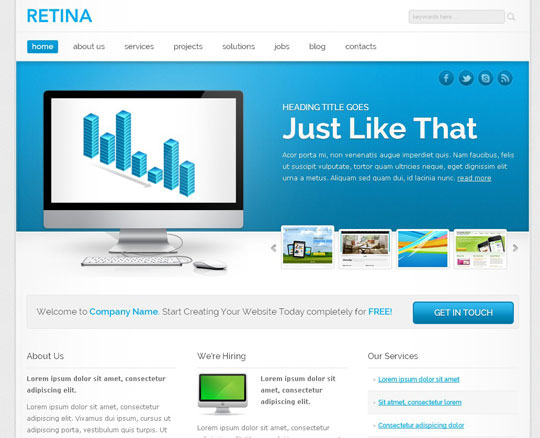 RETINA
keywords here ...
home about us services projects solutions jobs blog contacts
HEADING TITLE GOES
Just Like That
Acor porta mi, non venenatis augue imperdiet quis. Nam faucibus, felis
ut suscipit vulputate, tortor quam ultricies neque, eget dignissim elit
urna a metus. Aliquam sed quam dui, id lacinia nunc. read more
Welcome to Company Name. Start Creating Your Website Today completely for FREE!
GET IN TOUCH
About Us
Lorem ipsum dolor sit amet, consectetur
adipiscing elit.
Lorem ipsum dolor sit amet, consectetur
adipiscing elit. Vivamus dui ipsum, cursus ut
adipiscing porta, vestibulum quis turpis. Ut
We're Hiring
Lorem ipsum dolor sit
amet, consectetur
adipiscing elit.
Lorem ipsum dolor sit amet, consectetur
Our Services
Lorem ipsum dolor sit amet
Sit atmet, consectetur lorem
Consectetur adipiscing dolor